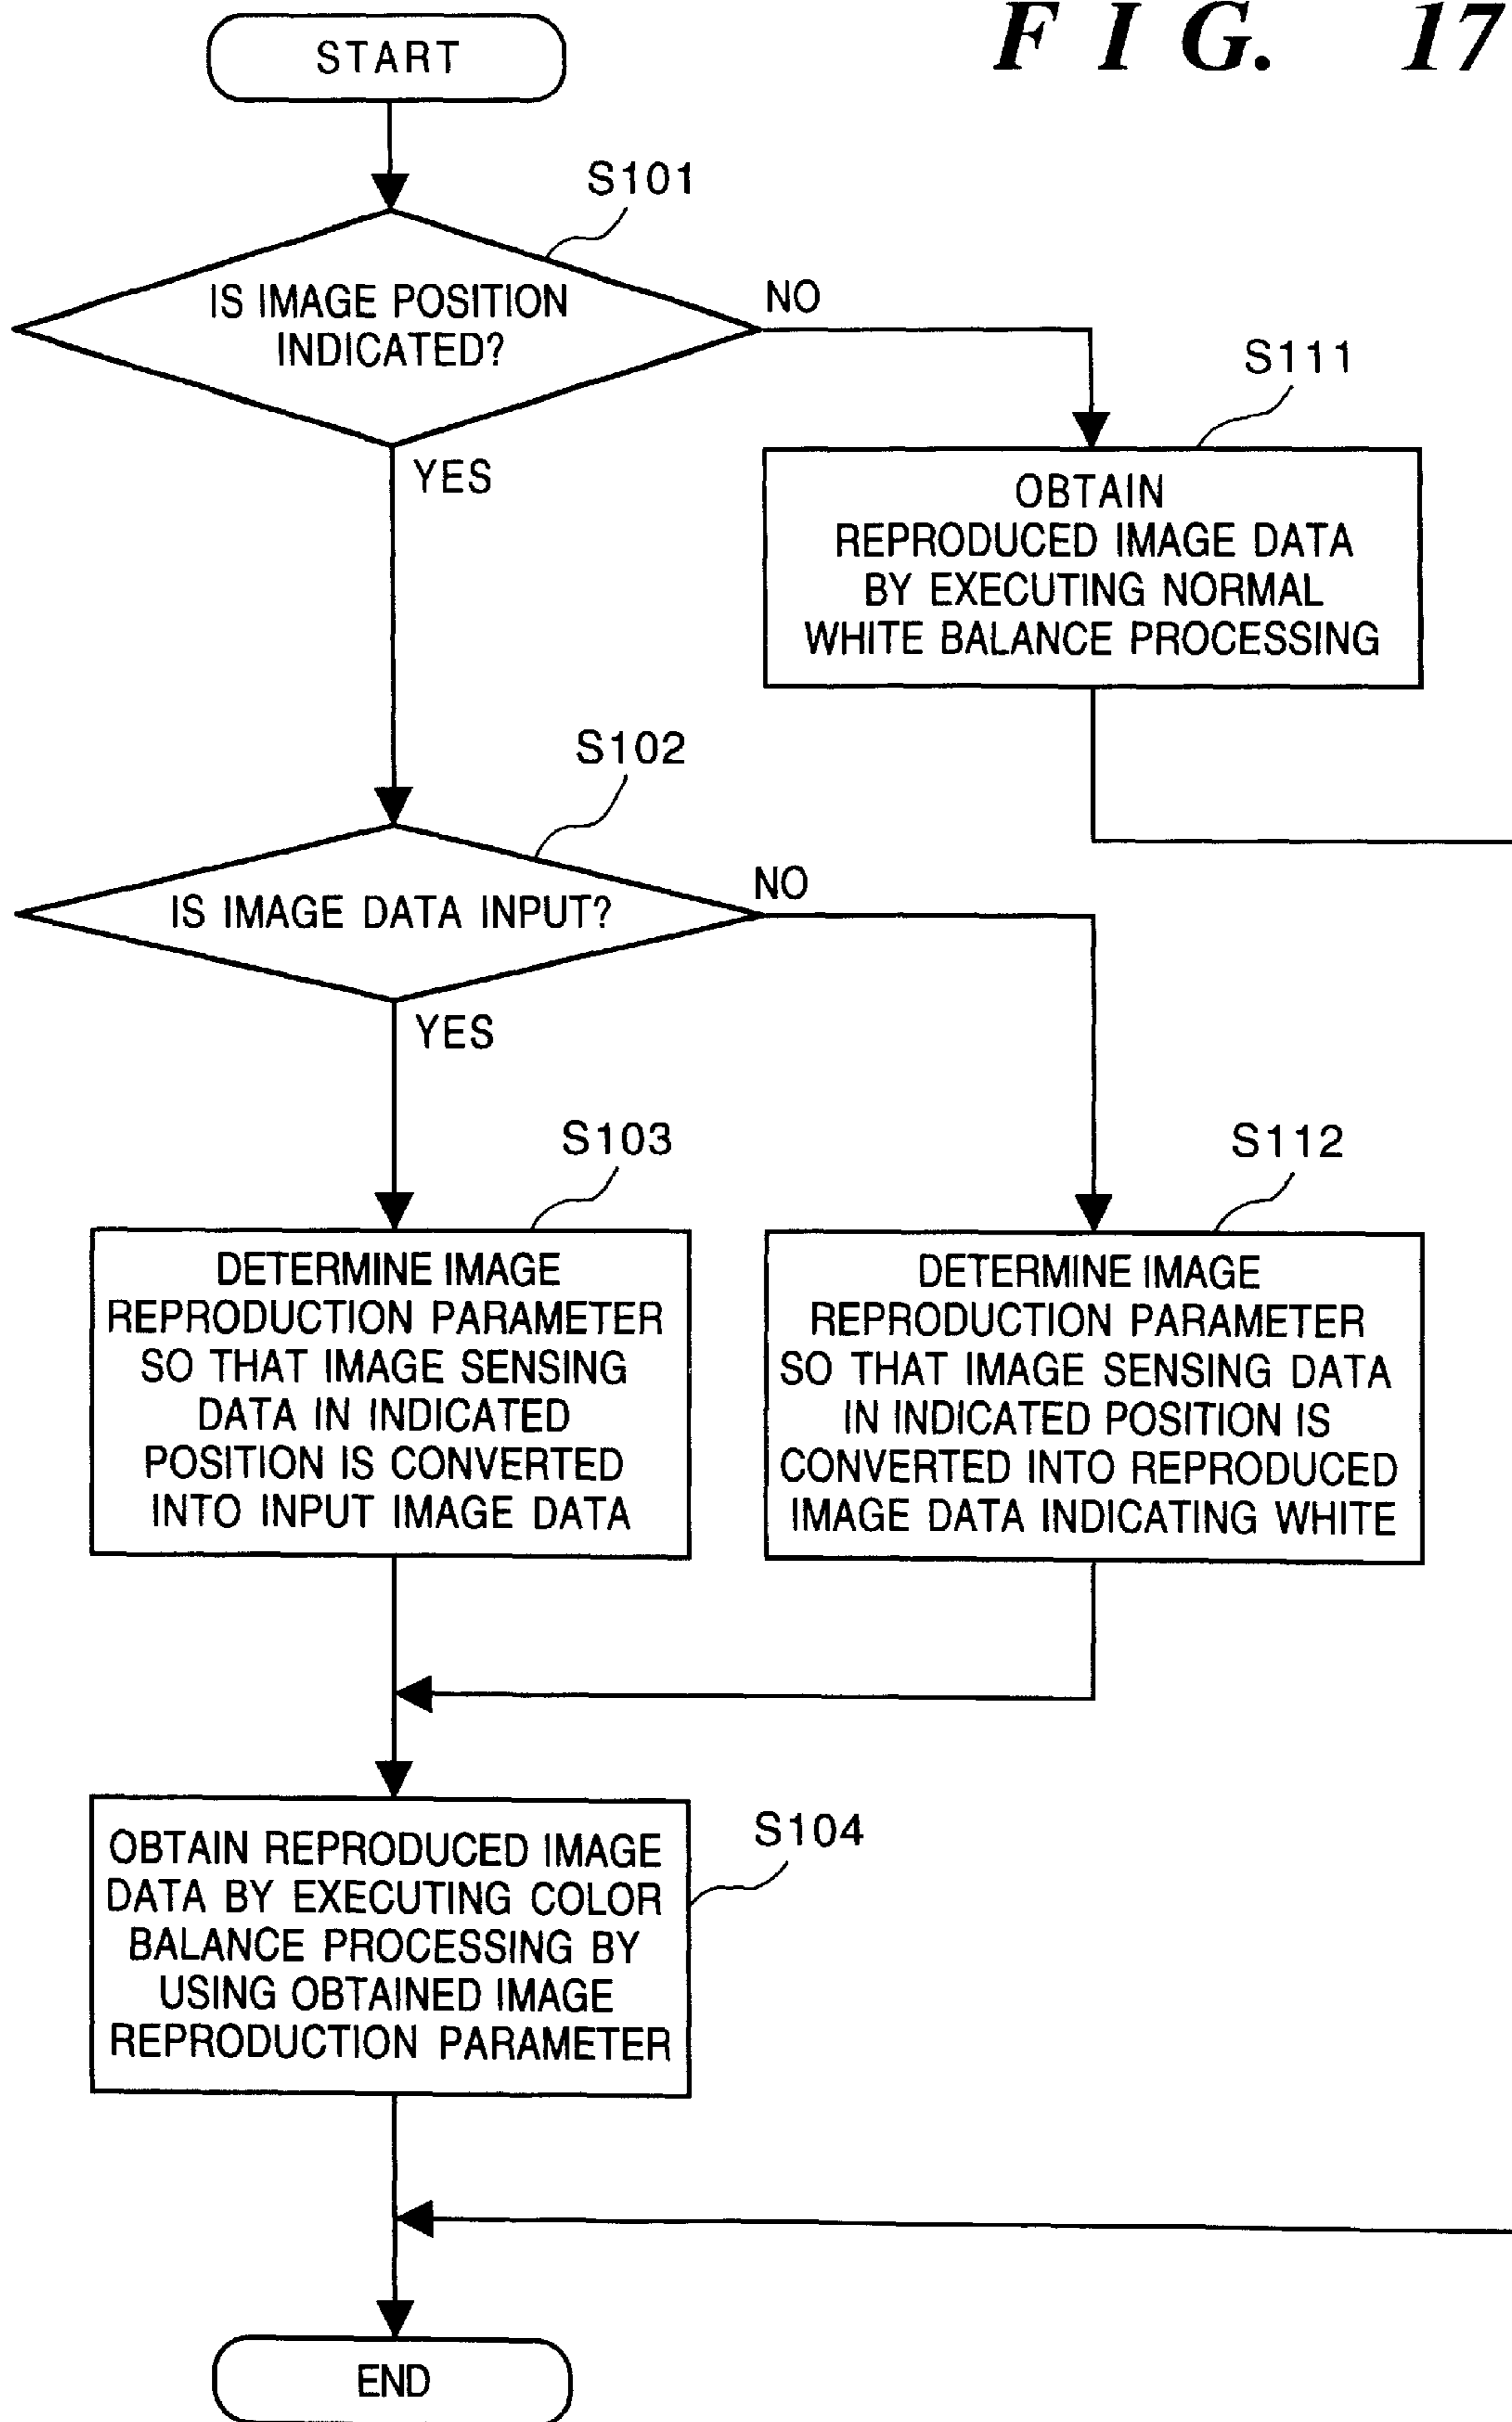 F I G. 17
START
S101
IS IMAGE POSITION
INDICATED?
NO
YES
S111
OBTAIN
REPRODUCED IMAGE DATA
BY EXECUTING NORMAL
WHITE BALANCE PROCESSING
S102
IS IMAGE DATA INPUT?
NO
YES
S103
DETERMINE IMAGE
REPRODUCTION PARAMETER
SO THAT IMAGE SENSING
DATA IN INDICATED
POSITION IS CONVERTED
INTO INPUT IMAGE DATA
S112
DETERMINE IMAGE
REPRODUCTION PARAMETER
SO THAT IMAGE SENSING DATA
IN INDICATED POSITION IS
CONVERTED INTO REPRODUCED
IMAGE DATA INDICATING WHITE
S104
OBTAIN REPRODUCED IMAGE
DATA BY EXECUTING COLOR
BALANCE PROCESSING BY
USING OBTAINED IMAGE
REPRODUCTION PARAMETER
END